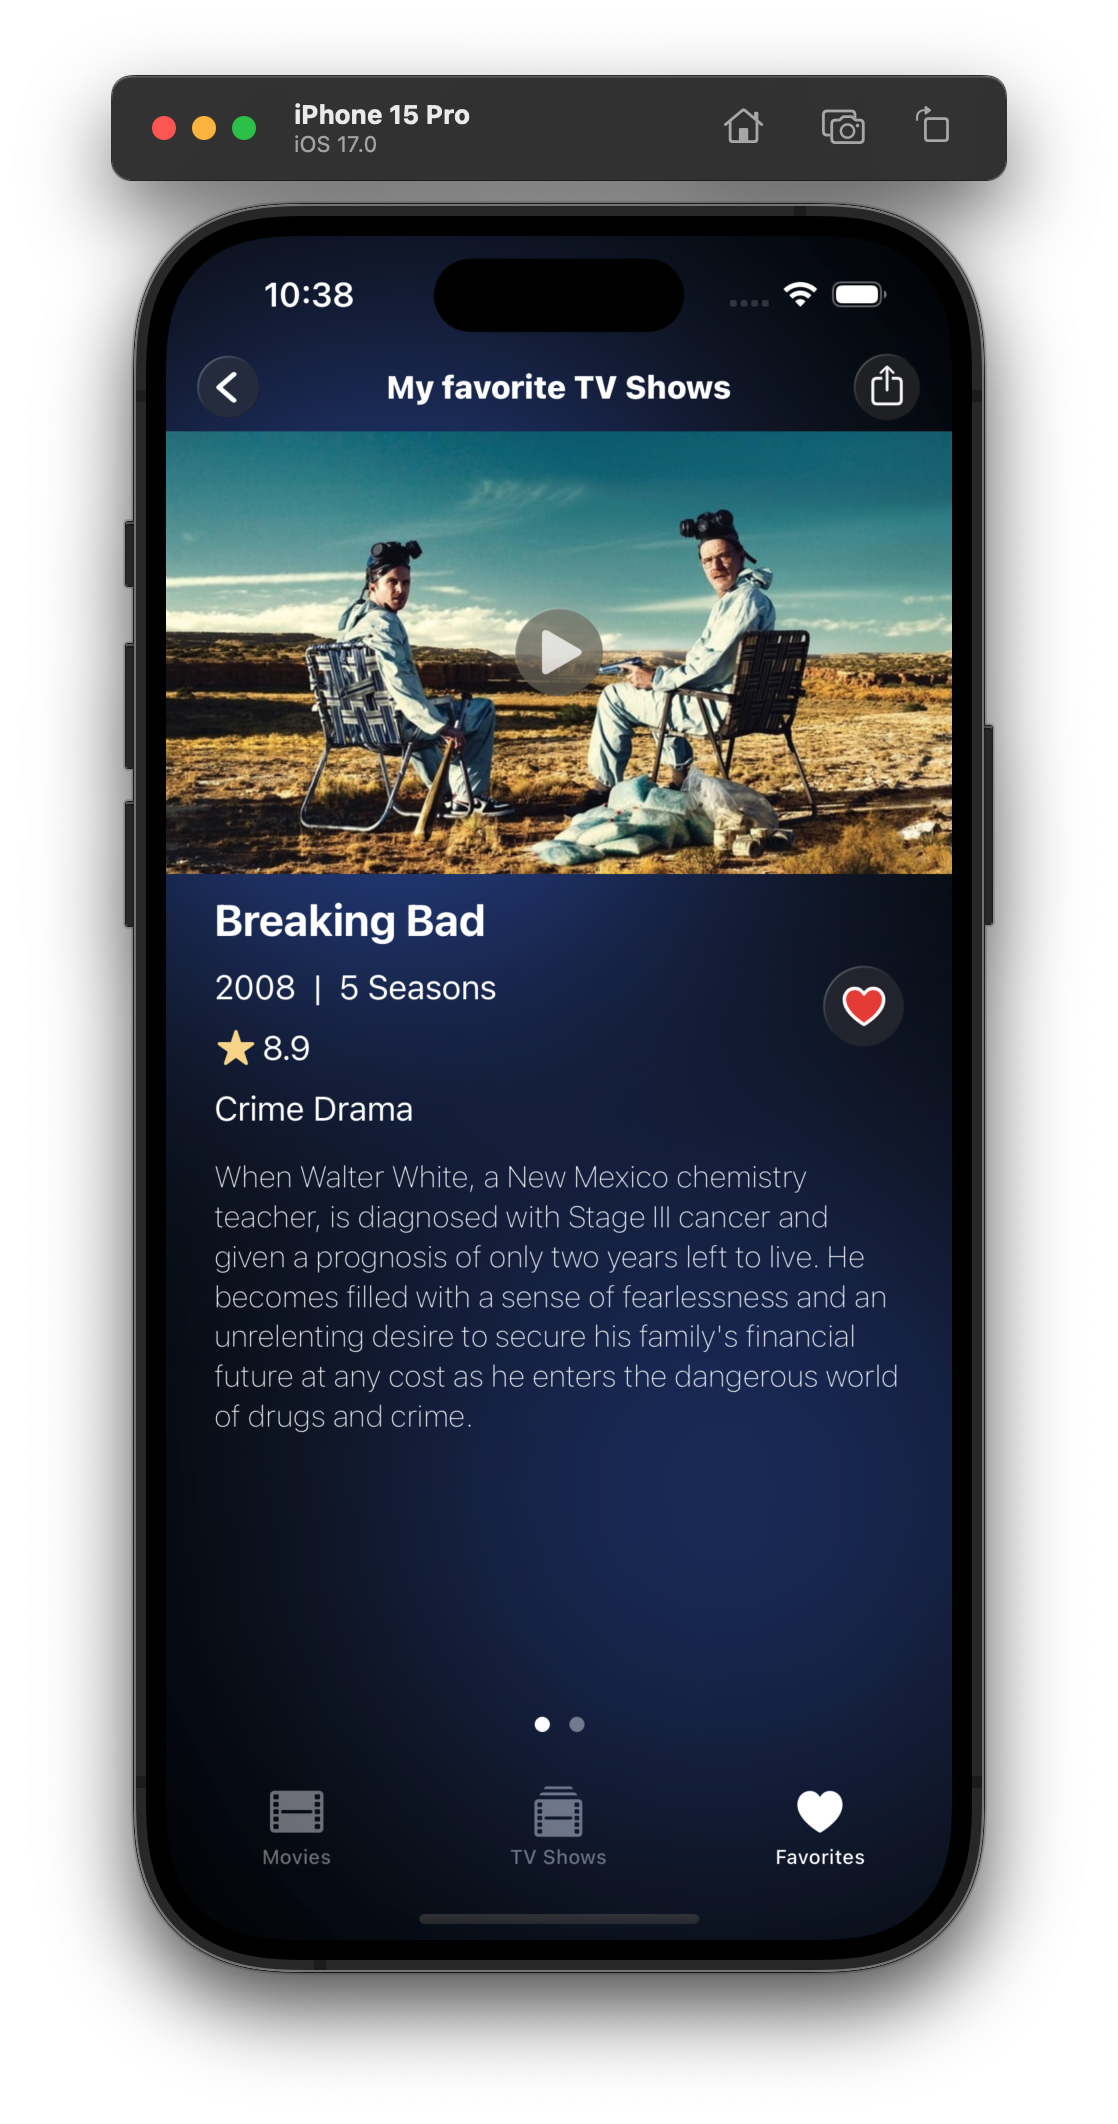 iPhone 15 Pro
iOS 17.0
10:38
My favorite TV Shows
Breaking Bad
2008 | 5 Seasons
8.9
Crime Drama
When Walter White, a New Mexico chemistry
teacher, is diagnosed with Stage III cancer and
given a prognosis of only two years left to live. He
becomes filled with a sense of fearlessness and an
unrelenting desire to secure his family's financial
future at any cost as he enters the dangerous world
of drugs and crime.
Movies
TV Shows
Favorites